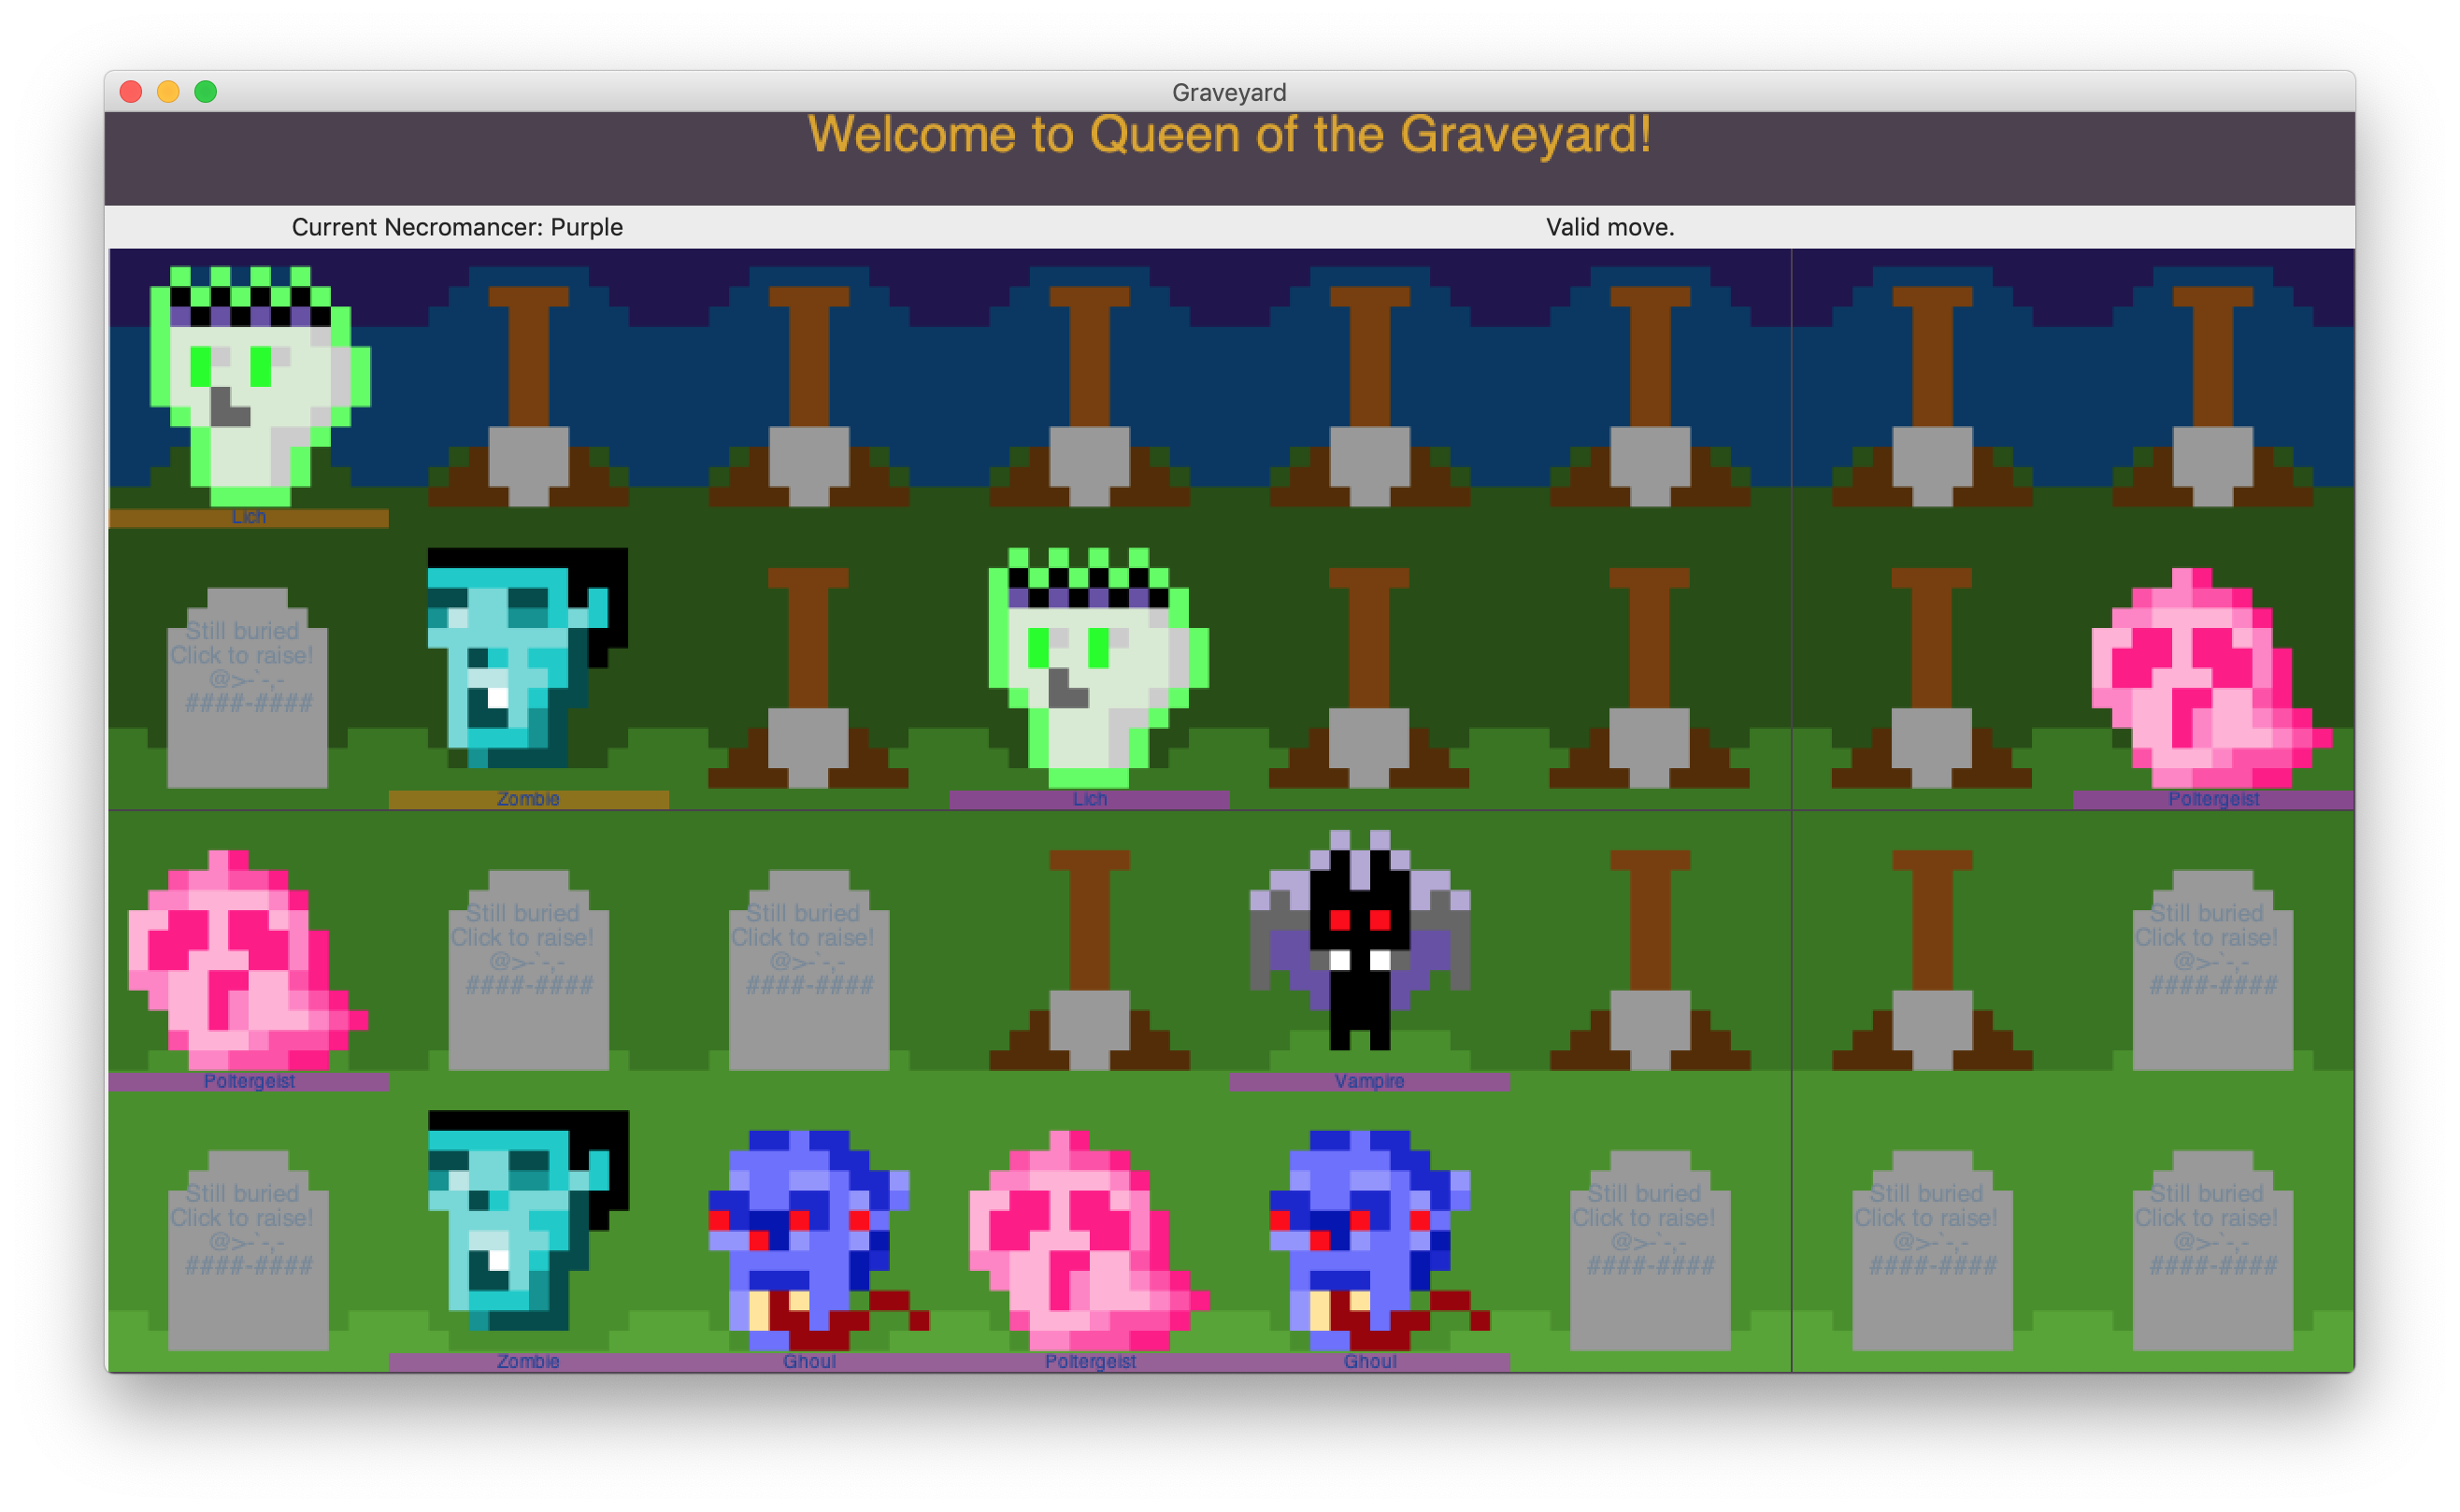 Graveyard
Welcome to Queen of the Graveyard!
Current Necromancer: Purple
Valid move.
Lich
Still buried
Click to raise!
@>-`-,-
####-####
Zombie
Lich
Poltergeist
Poltergeist
Still buried
Click to raise!
@>-`-,-
####-####
Still buried
Click to raise!
@>-`-,-
####-####
Vampire
Still buried
Click to raise!
@>-`-,-
####-####
Still buried
Click to raise!
@>-`-,-
####-####
Zombie
Ghoul
Poltergeist
Ghoul
Still buried
Click to raise!
@>-`-,-
####-####
Still buried
Click to raise!
@>-`-,-
####-####
Still buried
Click to raise!
@>-`-,-
####-####